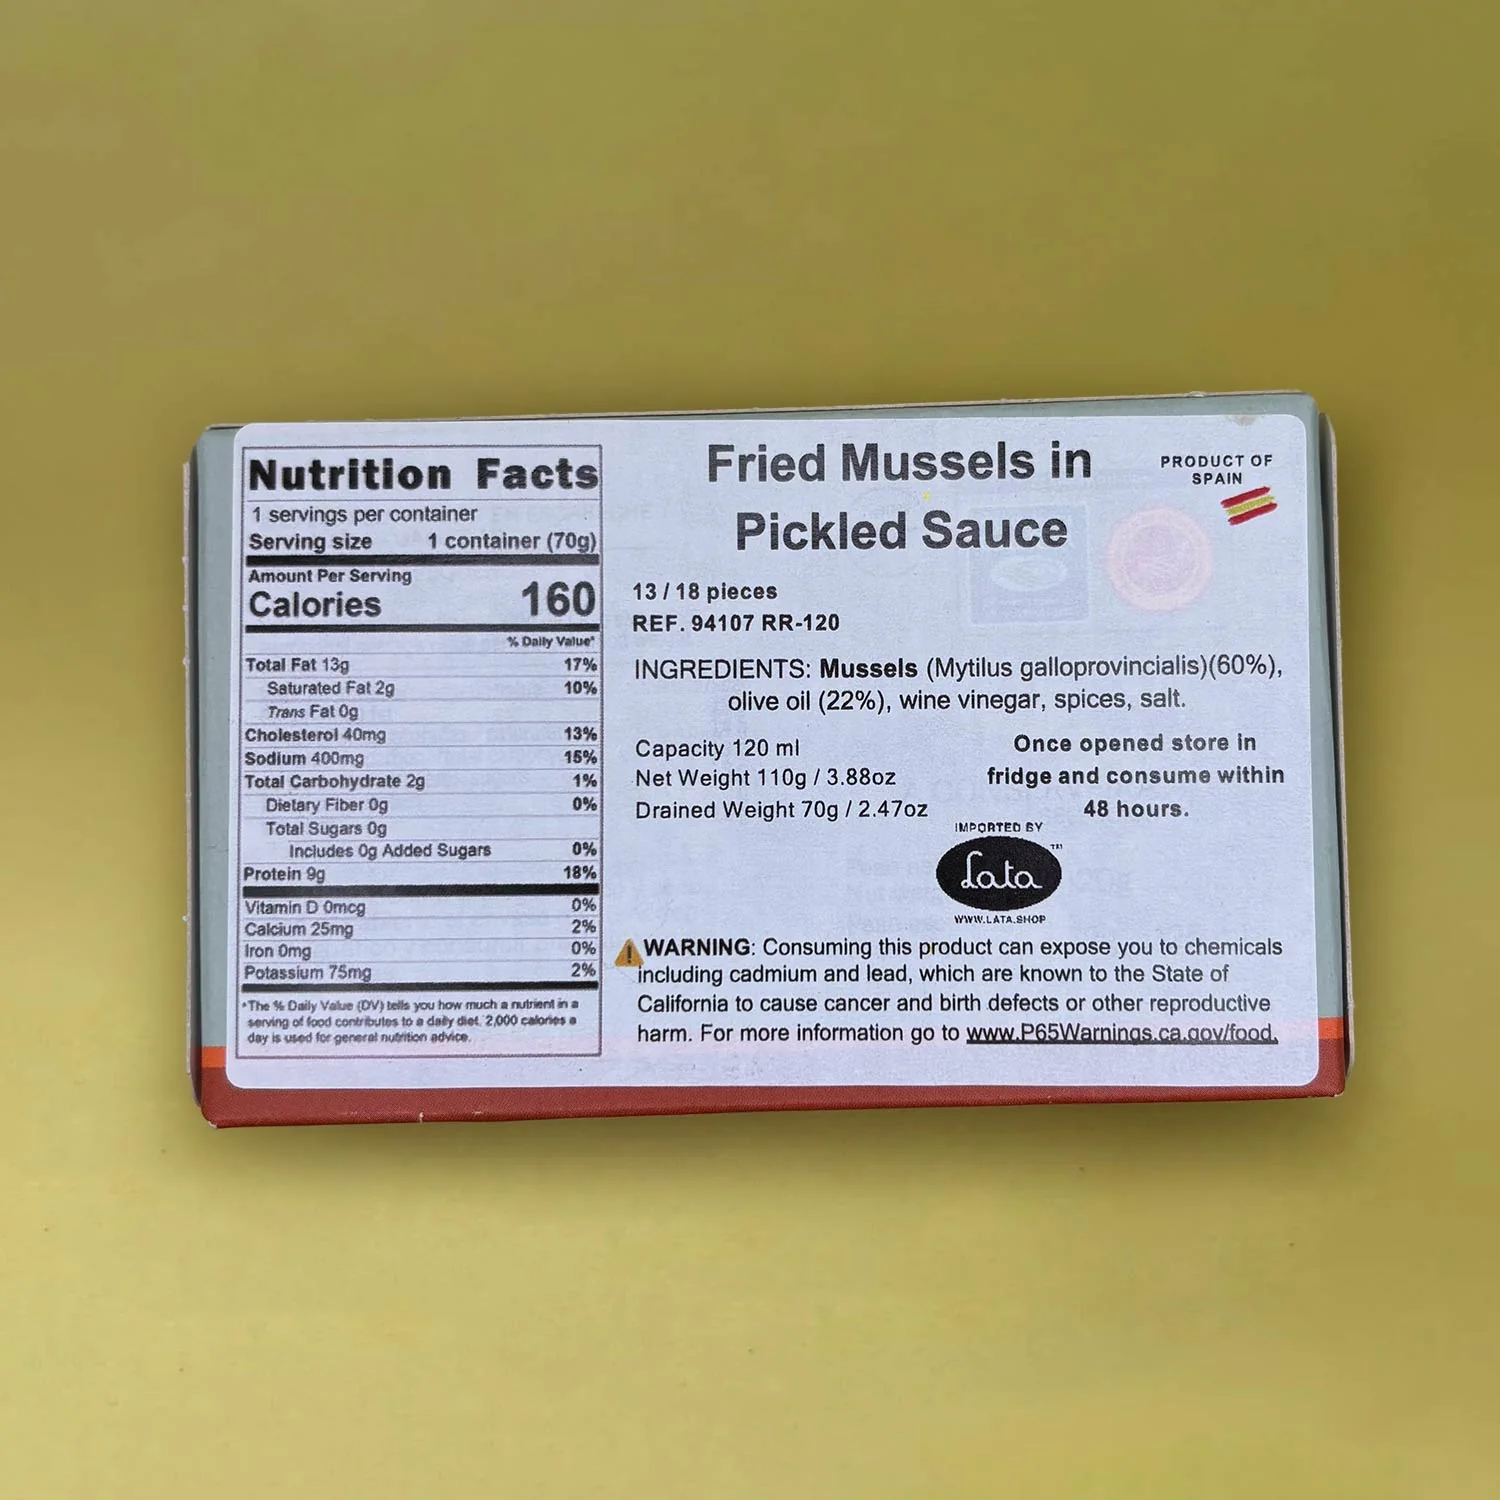 Nutrition Facts
1 servings per container
Serving size 1 container (70g)
Amount Per Serving
Calories 160
% Daily Value*
Total Fat 13g 17%
Saturated Fat 2g 10%
Trans Fat 0g
Cholesterol 40mg 13%
Sodium 400mg 15%
Total Carbohydrate 2g 1%
Dietary Fiber 0g 0%
Total Sugars 0g
Includes 0g Added Sugars 0%
Protein 9g 18%
Vitamin D 0mcg 0%
Calcium 25mg 2%
Iron 0mg 0%
Potassium 75mg 2%
*The % Daily Value (DV) tells you how much a nutrient in a
serving of food contributes to a daily diet. 2,000 calories a
day is used for general nutrition advice.
Fried Mussels in
Pickled Sauce
PRODUCT OF
SPAIN
13 / 18 pieces
REF. 94107 RR-120
INGREDIENTS: Mussels (Mytilus galloprovincialis)(60%),
olive oil (22%), wine vinegar, spices, salt.
Capacity 120 ml
Net Weight 110g / 3.88oz
Drained Weight 70g / 2.47oz
Once opened store in
fridge and consume within
48 hours.
IMPORTED BY
Lata TM
WWW.LATA.SHOP
WARNING: Consuming this product can expose you to chemicals
including cadmium and lead, which are known to the State of
California to cause cancer and birth defects or other reproductive
harm. For more information go to www.P65Warnings.ca.gov/food.